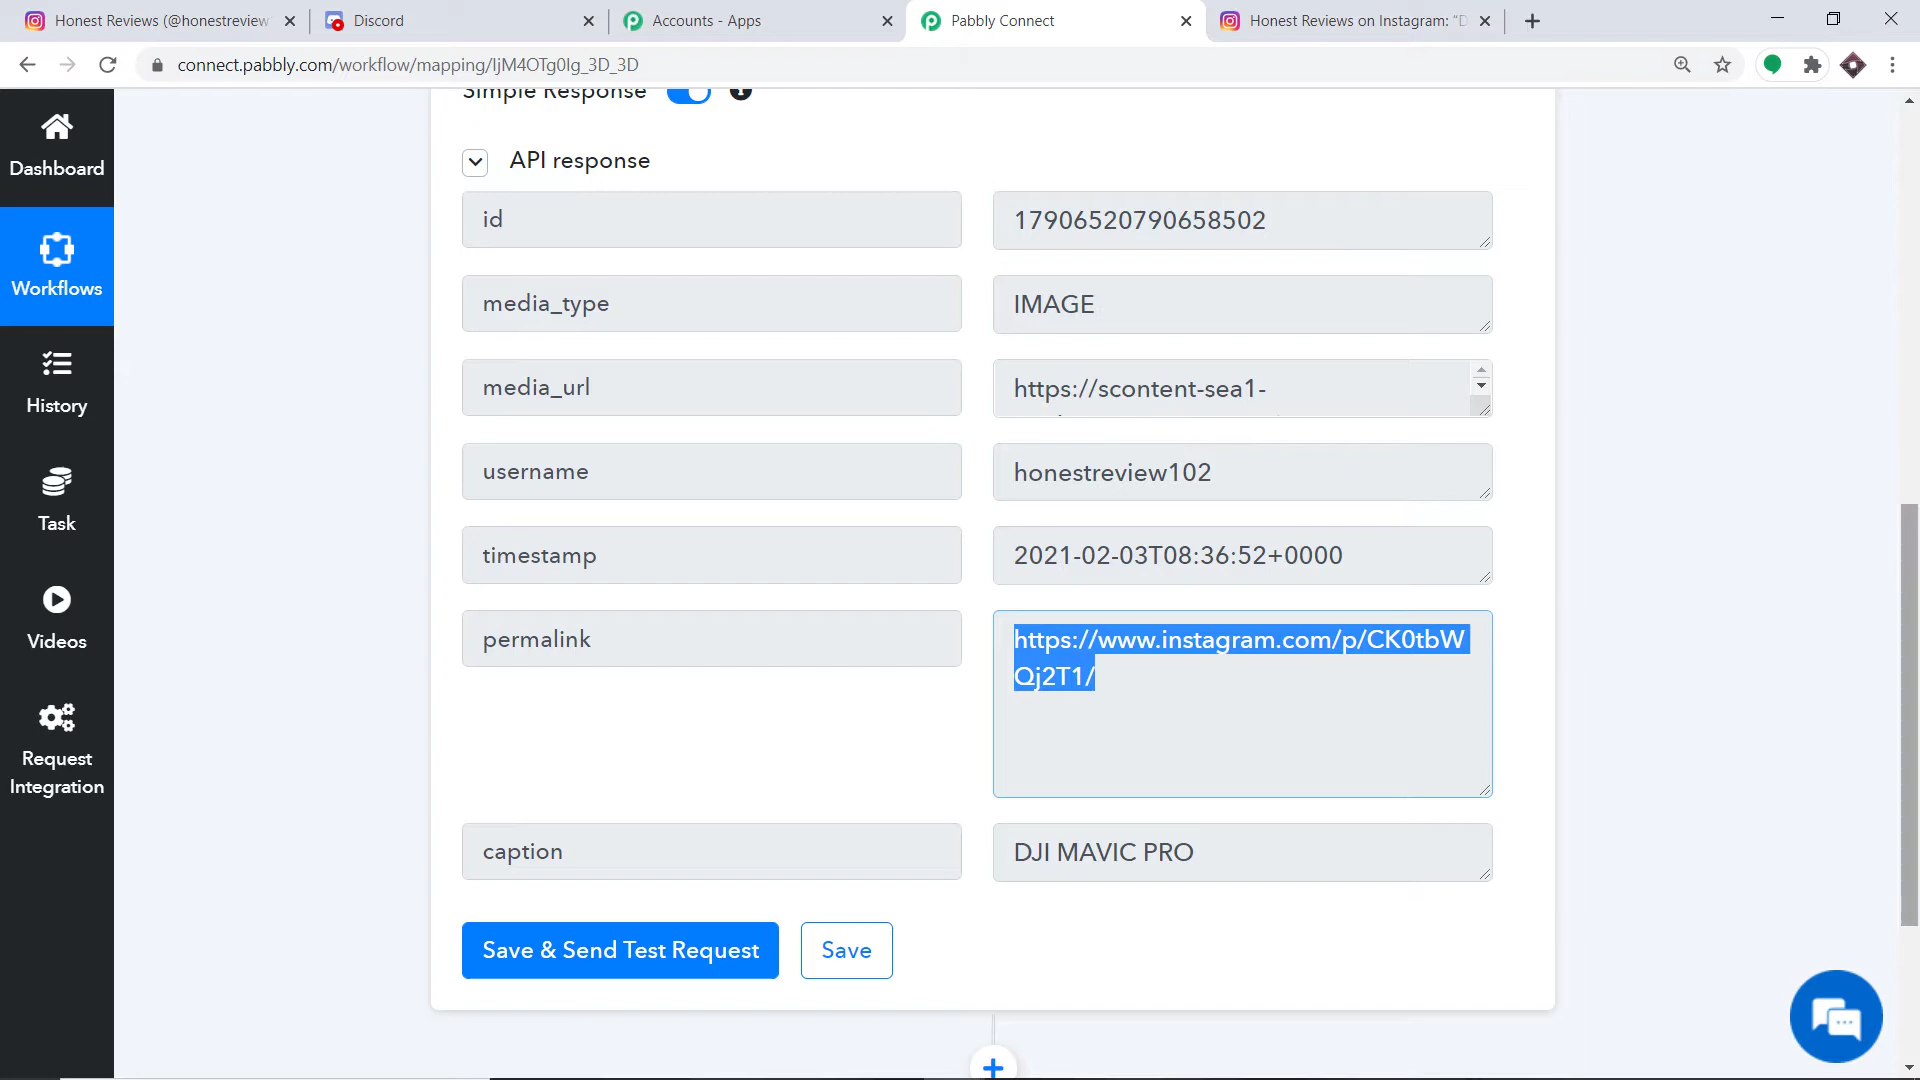 Honest Reviews (@honestreview
Discord
Accounts - Apps
Pabbly Connect
Honest Reviews on Instagram: "D
connect.pabbly.com/workflow/mapping/IjM4OTg0Ig_3D_3D
Simple Response
API response
Dashboard
Workflows
History
Task
Videos
Request
Integration
id
17906520790658502
media_type
IMAGE
media_url
https://scontent-sea1-
username
honestreview102
timestamp
2021-02-03T08:36:52+0000
permalink
https://www.instagram.com/p/CK0tbW
Qj2T1/
caption
DJI MAVIC PRO
Save & Send Test Request
Save